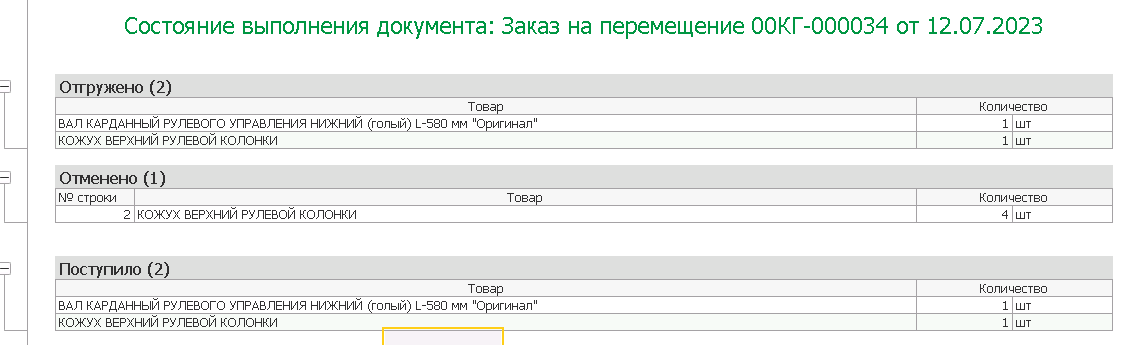 Состояние выполнения документа: Заказ на перемещение 00КГ-000034 от 12.07.2023
Отгружено (2)
Товар Количество
ВАЛ КАРДАННЫЙ РУЛЕВОГО УПРАВЛЕНИЯ НИЖНИЙ (голый) L-580 мм "Оригинал" 1 шт
КОЖУХ ВЕРХНИЙ РУЛЕВОЙ КОЛОНКИ 1 шт
Отменено (1)
№ строки Товар Количество
2 КОЖУХ ВЕРХНИЙ РУЛЕВОЙ КОЛОНКИ 4 шт
Поступило (2)
Товар Количество
ВАЛ КАРДАННЫЙ РУЛЕВОГО УПРАВЛЕНИЯ НИЖНИЙ (голый) L-580 мм "Оригинал" 1 шт
КОЖУХ ВЕРХНИЙ РУЛЕВОЙ КОЛОНКИ 1 шт